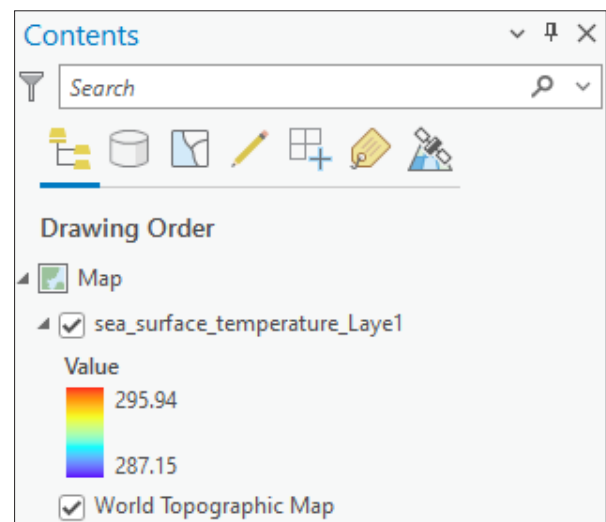 Contents
Search
Drawing Order
Map
sea_surface_temperature_Laye1
Value
295.94
287.15
World Topographic Map